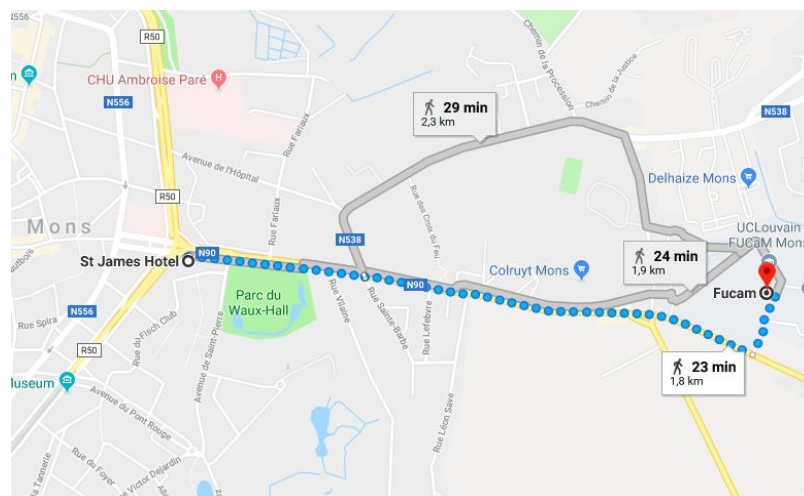 N556
R50
CHU Ambroise Paré
H
N556
Chemin de la Procession
Chemin de la Justice
29 min
2,3 km
N538
Rue Farlaux
Avenue de l'Hôpital
Rue des Croix du Feu
Delhaize Mons
R50
Mons
UCLouvain
FUCaM Mons
Rue Farlaux
N538
St James Hotel
N90
24 min
1,9 km
Colruyt Mons
N90
Fucam
Parc du
Waux-Hall
N556
Rue Spira
Rue du Fisch Club
Avenue de Saint-Pierre
Rue Vilaine
Rue Sainte-Barbe
Rue Lefebvre
R50
23 min
1,8 km
Museum
Avenue du Pont Rouge
Rue Léon Save
Rue du Foyer
Victor Dejardin
Tannerie